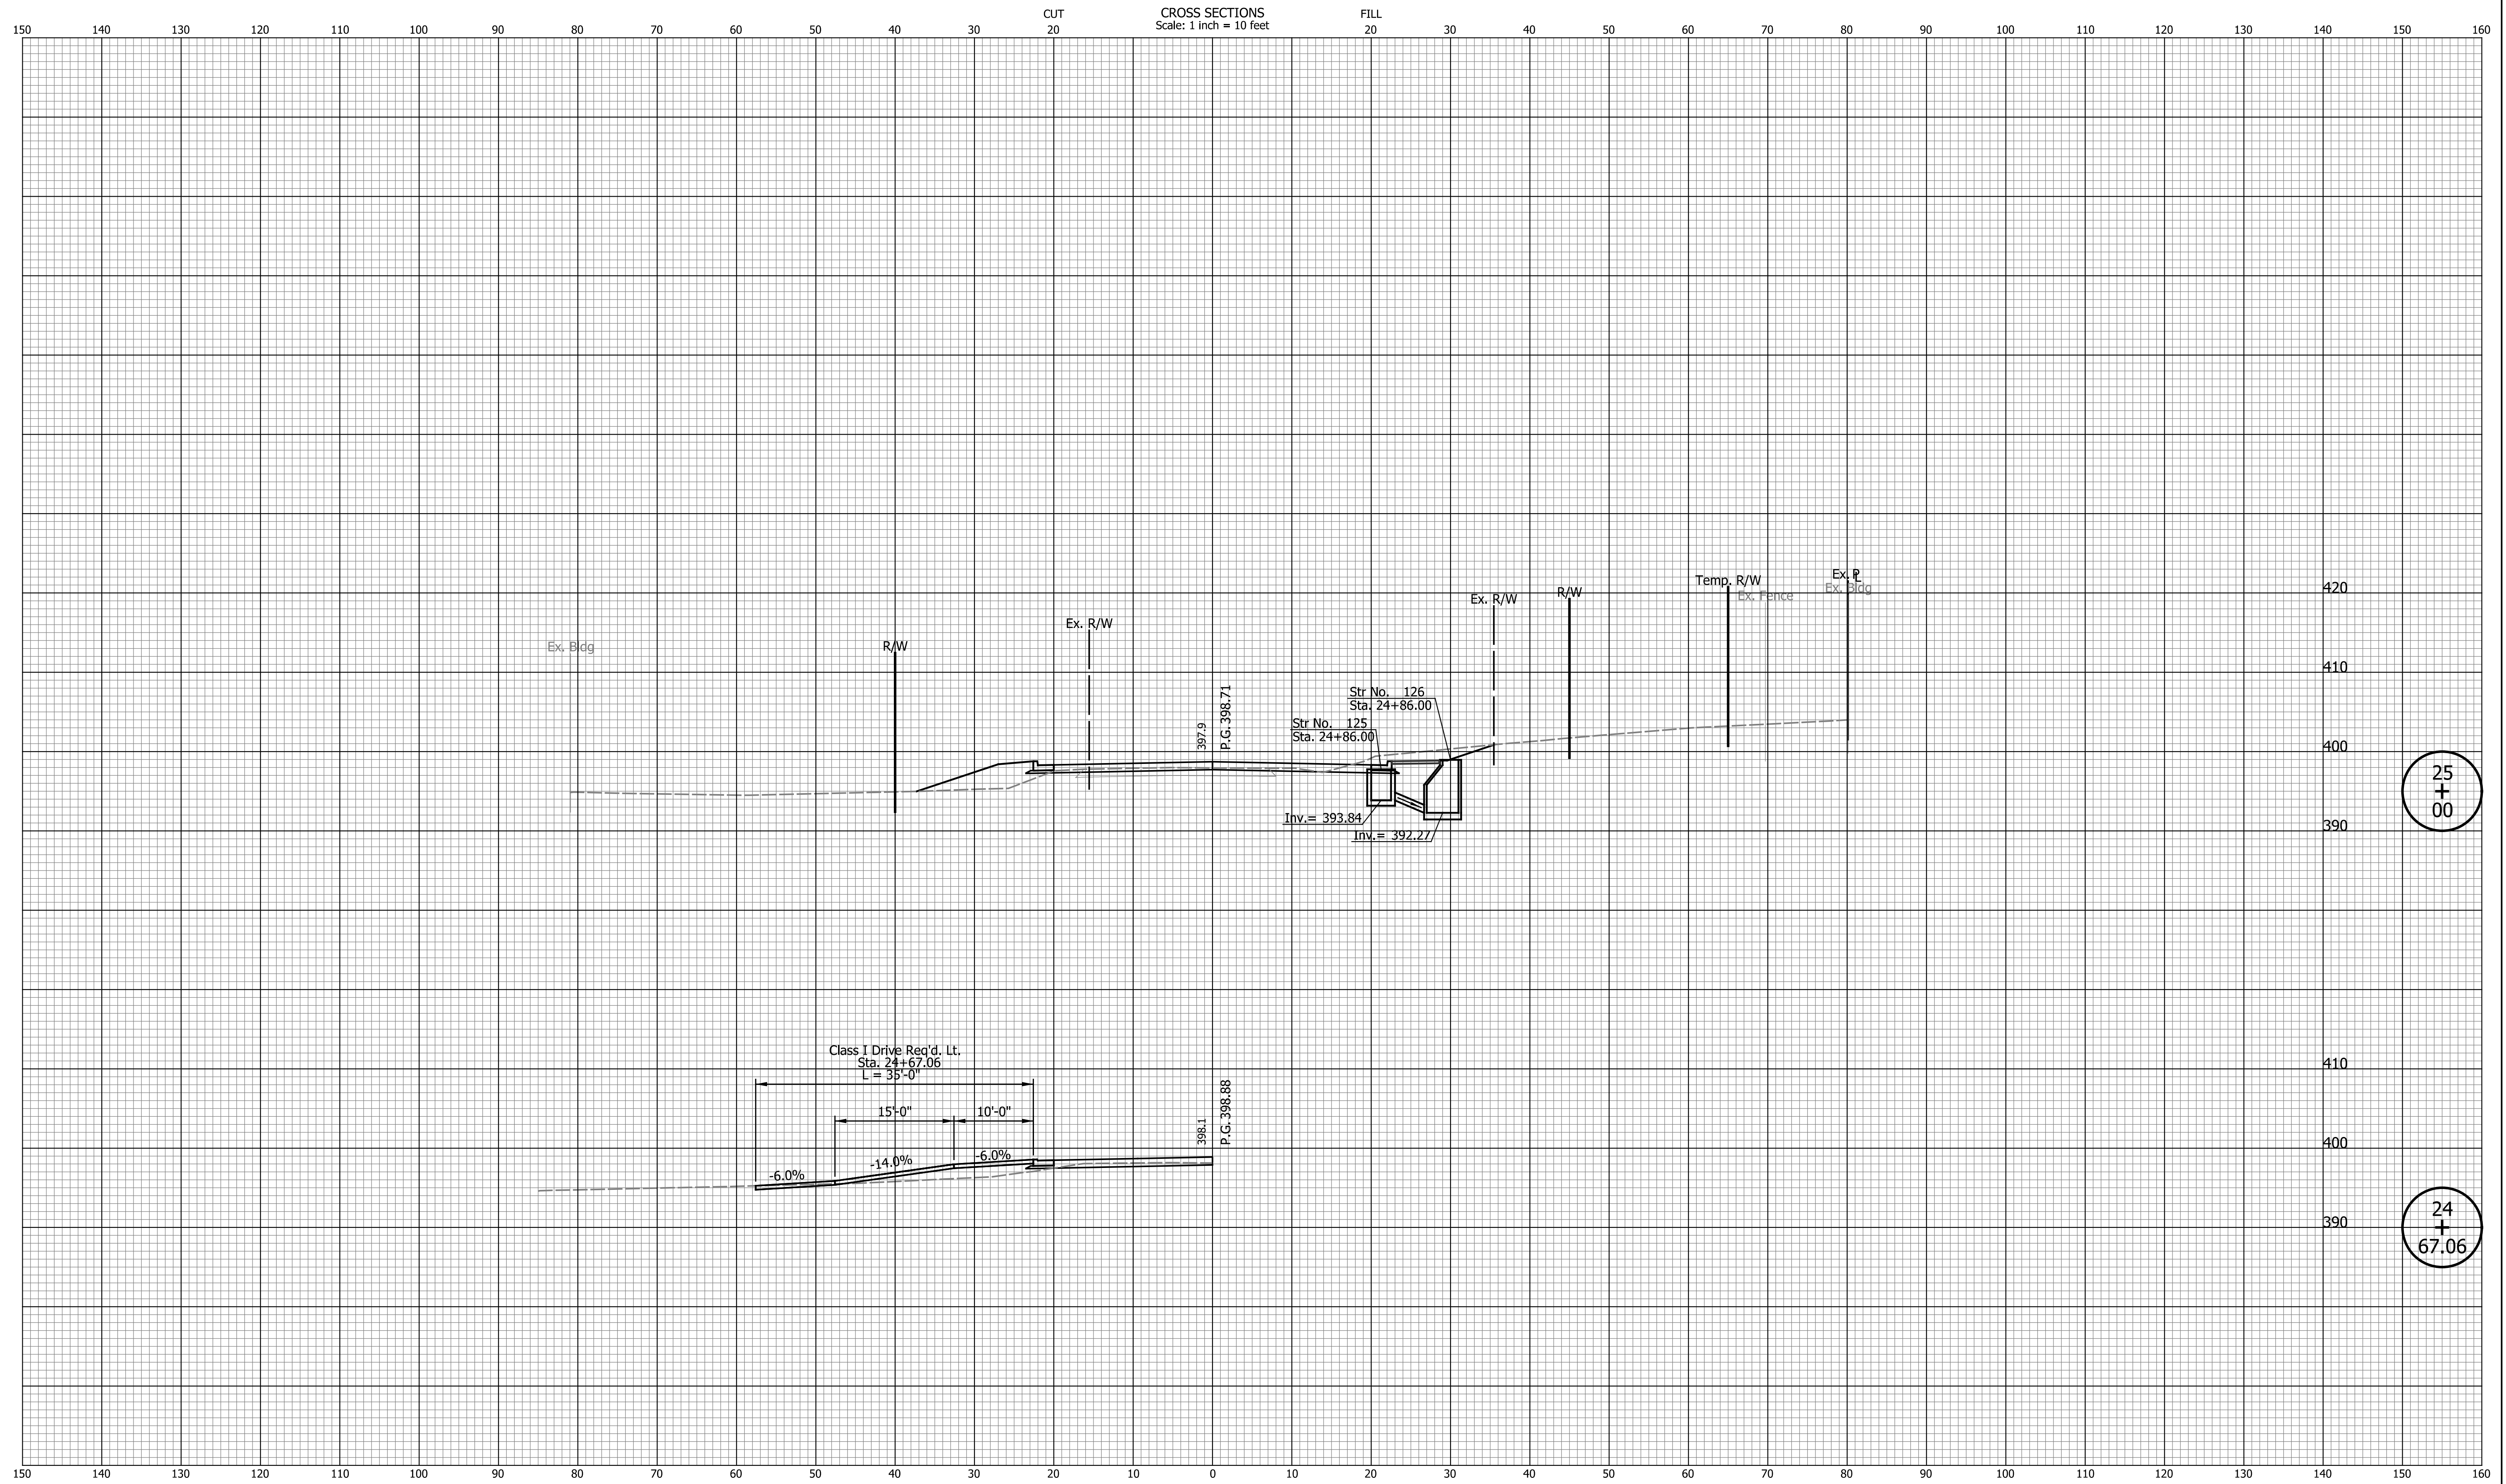 CUT CROSS SECTIONS FILL
Scale: 1 inch = 10 feet
150 140 130 120 110 100 90 80 70 60 50 40 30 20 10 0 10 20 30 40 50 60 70 80 90 100 110 120 130 140 150 160
Ex. Bldg
R/W
Ex. R/W
397.9
P.G. 398.71
Str No. 126
Sta. 24+86.00
Str No. 125
Sta. 24+86.00
Inv.= 393.84
Inv.= 392.27
Ex. R/W
R/W
Temp. R/W
Ex. Fence
Ex. PL
Ex. Bldg
420
410
400
390
25
+
00
Class I Drive Req'd. Lt.
Sta. 24+67.06
L = 35'-0"
15'-0" 10'-0"
-6.0% -14.0% -6.0%
398.1
P.G. 398.88
410
400
390
24
+
67.06
150 140 130 120 110 100 90 80 70 60 50 40 30 20 10 0 10 20 30 40 50 60 70 80 90 100 110 120 130 140 150 160